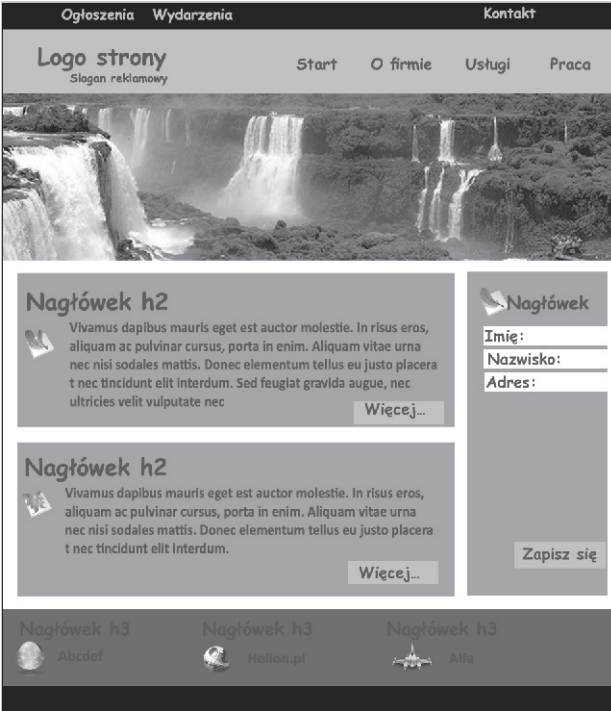 Ogłoszenia Wydarzenia Kontakt
Logo strony
Slogan reklamowy
Start O firmie Usługi Praca
Nagłówek h2
Vivamus dapibus mauris eget est auctor molestie. In risus eros,
aliquam ac pulvinar cursus, porta in enim. Aliquam vitae urna
nec nisi sodales mattis. Donec elementum tellus eu justo placera
t nec tincidunt elit interdum. Sed feugiat gravida augue, nec
ultricies velit vulputate nec
Więcej...
Nagłówek h2
Vivamus dapibus mauris eget est auctor molestie. In risus eros,
aliquam ac pulvinar cursus, porta in enim. Aliquam vitae urna
nec nisi sodales mattis. Donec elementum tellus eu justo placera
t nec tincidunt elit interdum.
Więcej...
Nagłówek
Imię:
Nazwisko:
Adres:
Zapisz się
Nagłówek h3 Nagłówek h3 Nagłówek h3
Abcdef Helion.pl Alfa